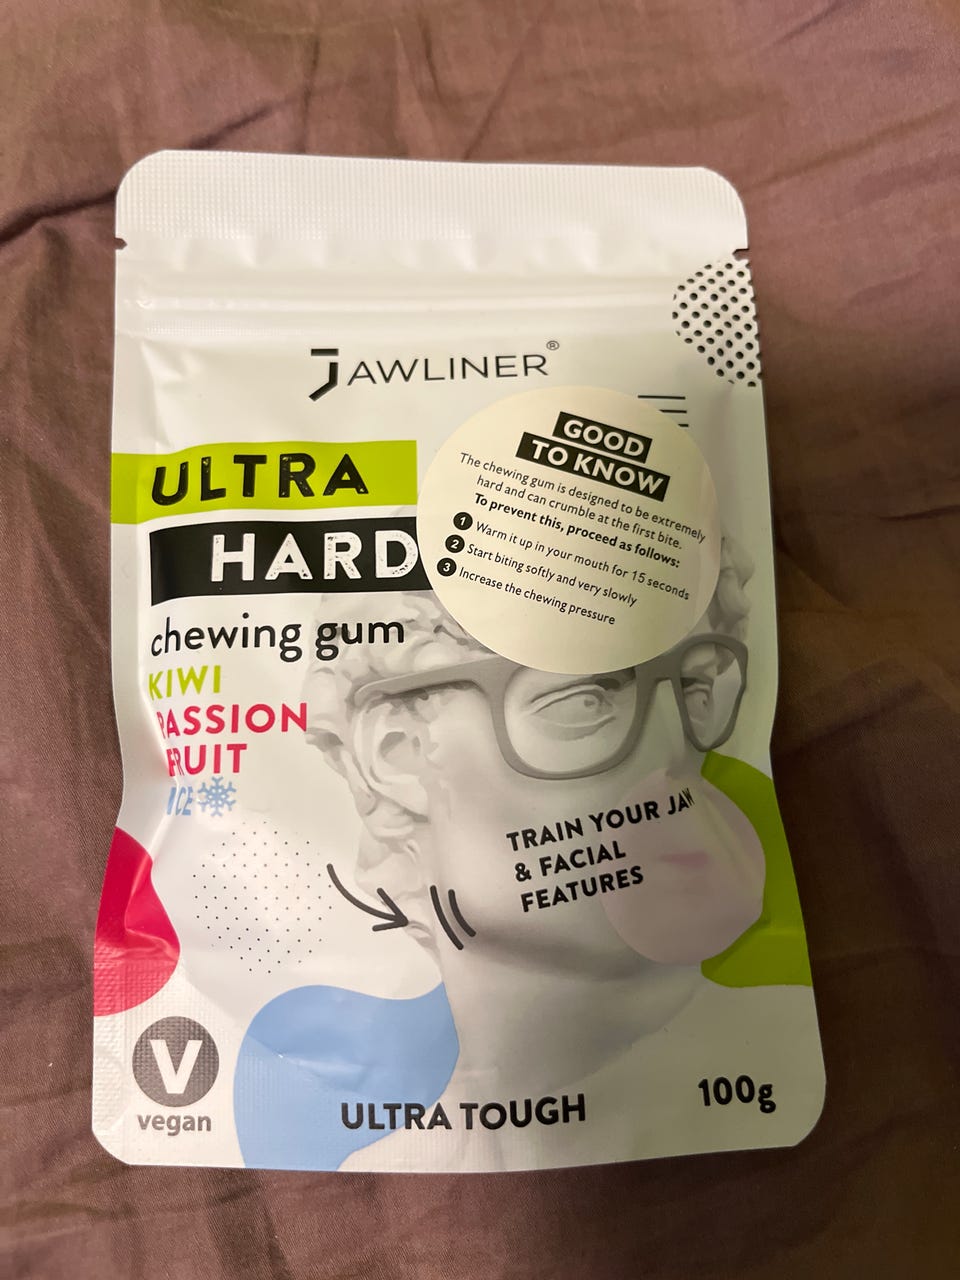 JAWLINER®
ULTRA
HARD
chewing gum
KIWI
PASSION
FRUIT
ICE
GOOD
TO KNOW
The chewing gum is designed to be extremely
hard and can crumble at the first bite.
To prevent this, proceed as follows:
1 Warm it up in your mouth for 15 seconds
2 Start biting softly and very slowly
3 Increase the chewing pressure
TRAIN YOUR JAW
& FACIAL
FEATURES
V
vegan
ULTRA TOUGH
100g